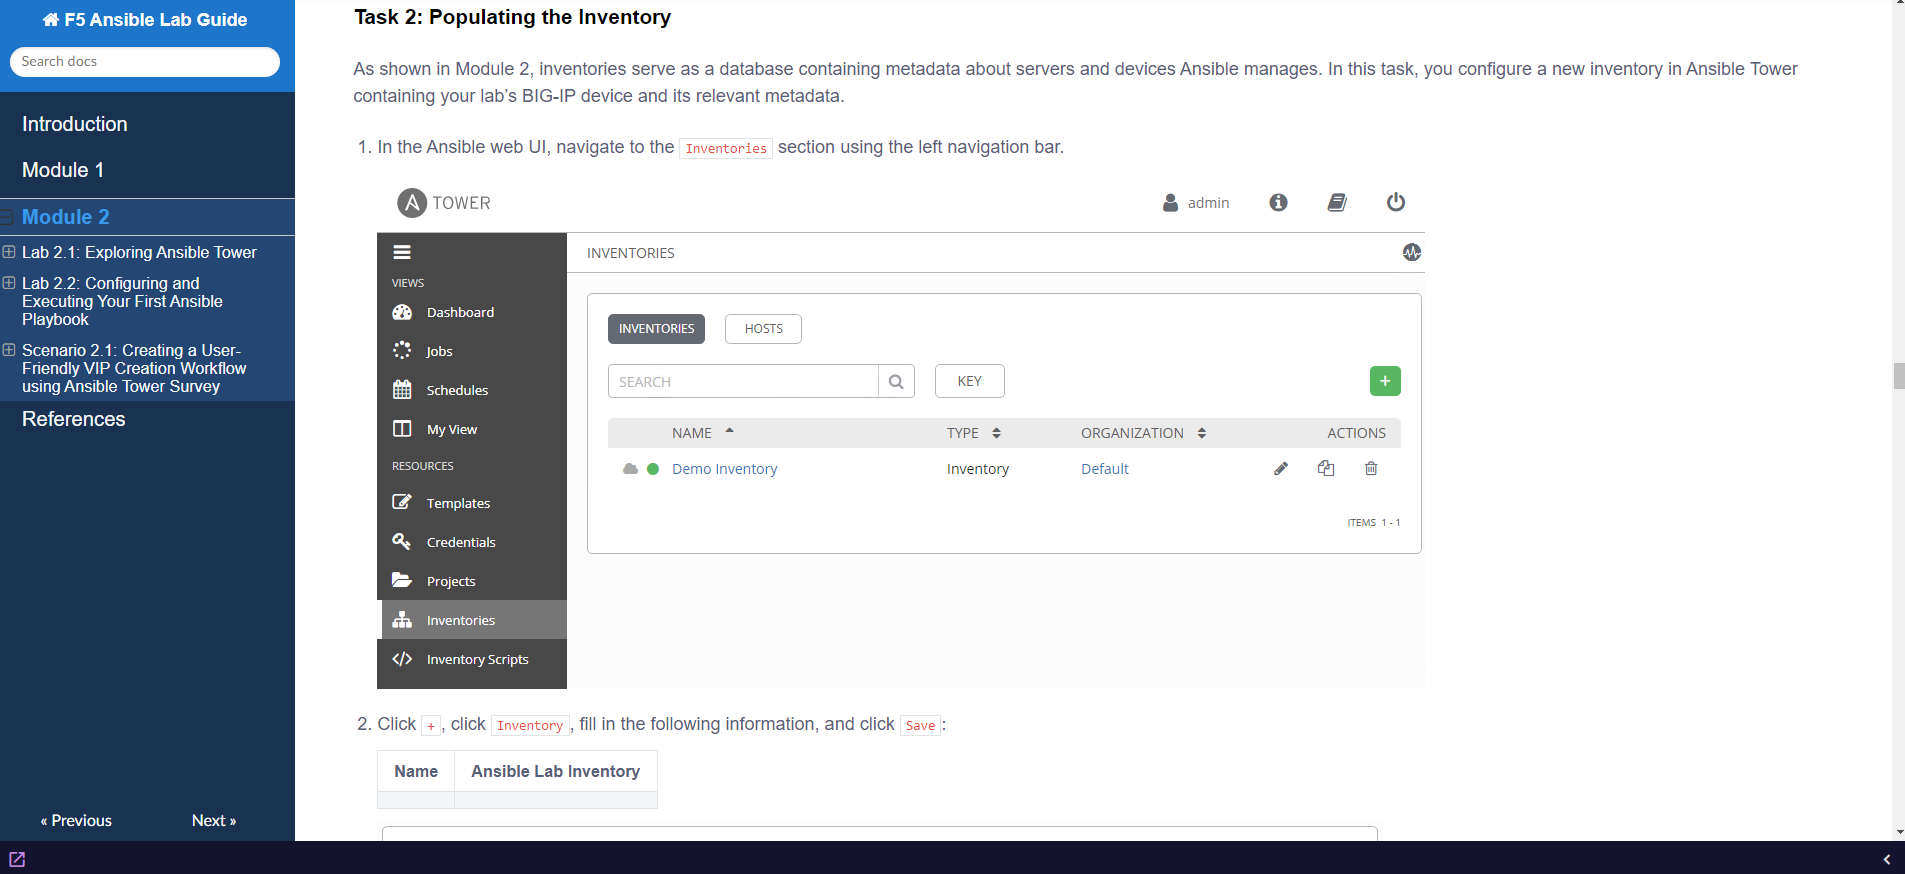 F5 Ansible Lab Guide
Search docs
Introduction
Module 1
Module 2
Lab 2.1: Exploring Ansible Tower
Lab 2.2: Configuring and
Executing Your First Ansible
Playbook
Scenario 2.1: Creating a User-
Friendly VIP Creation Workflow
using Ansible Tower Survey
References
« Previous
Next »
Task 2: Populating the Inventory
As shown in Module 2, inventories serve as a database containing metadata about servers and devices Ansible manages. In this task, you configure a new inventory in Ansible Tower
containing your lab’s BIG-IP device and its relevant metadata.
1. In the Ansible web UI, navigate to the Inventories section using the left navigation bar.
A TOWER
admin
VIEWS
Dashboard
Jobs
Schedules
My View
RESOURCES
Templates
Credentials
Projects
Inventories
Inventory Scripts
INVENTORIES
INVENTORIES HOSTS
SEARCH KEY +
NAME TYPE ORGANIZATION ACTIONS
Demo Inventory Inventory Default
ITEMS 1 - 1
2. Click +, click Inventory, fill in the following information, and click Save:
Name Ansible Lab Inventory